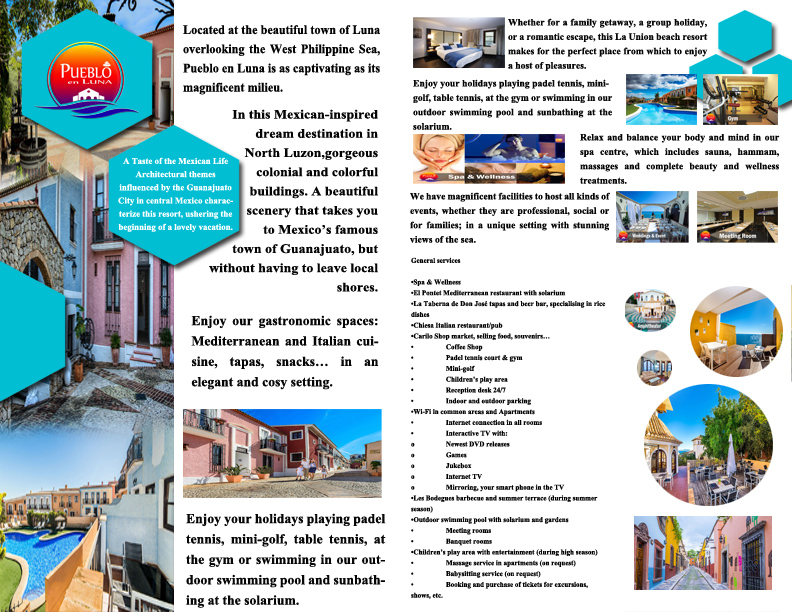 PUEBLO
EN LUNA
A Taste of the Mexican Life
Architectural themes
influenced by the Guanajuato
City in central Mexico charac-
terize this resort, ushering the
beginning of a lovely vacation.
Located at the beautiful town of Luna
overlooking the West Philippine Sea,
Pueblo en Luna is as captivating as its
magnificent milieu.
In this Mexican-inspired
dream destination in
North Luzon,gorgeous
colonial and colorful
buildings. A beautiful
scenery that takes you
to Mexico's famous
town of Guanajuato, but
without having to leave local
shores.
Enjoy our gastronomic spaces:
Mediterranean and Italian cui-
sine, tapas, snacks… in an
elegant and cosy setting.
Enjoy your holidays playing padel
tennis, mini-golf, table tennis, at
the gym or swimming in our out-
door swimming pool and sunbath-
ing at the solarium.
Whether for a family getaway, a group holiday,
or a romantic escape, this La Union beach resort
makes for the perfect place from which to enjoy
a host of pleasures.
Enjoy your holidays playing padel tennis, mini-
golf, table tennis, at the gym or swimming in our
outdoor swimming pool and sunbathing at the
solarium.
Gym
Spa & Wellness
Relax and balance your body and mind in our
spa centre, which includes sauna, hammam,
massages and complete beauty and wellness
treatments.
We have magnificent facilities to host all kinds of
events, whether they are professional, social or
for families; in a unique setting with stunning
views of the sea.
Weddings & Event
Meeting Room
General services
•Spa & Wellness
•El Pontet Mediterranean restaurant with solarium
•La Taberna de Don José tapas and beer bar, specialising in rice
dishes
•Chiesa Italian restaurant/pub
•Carilo Shop market, selling food, souvenirs…
• Coffee Shop
• Padel tennis court & gym
• Mini-golf
• Children's play area
• Reception desk 24/7
• Indoor and outdoor parking
•Wi-Fi in common areas and Apartments
• Internet connection in all rooms
• Interactive TV with:
o Newest DVD releases
o Games
o Jukebox
o Internet TV
o Mirroring, your smart phone in the TV
•Los Bodegues barbecue and summer terrace (during summer
season)
•Outdoor swimming pool with solarium and gardens
• Meeting rooms
• Banquet rooms
•Children's play area with entertainment (during high season)
• Massage service in apartments (on request)
• Babysitting service (on request)
• Booking and purchase of tickets for excursions,
shows, etc.
Amphitheater